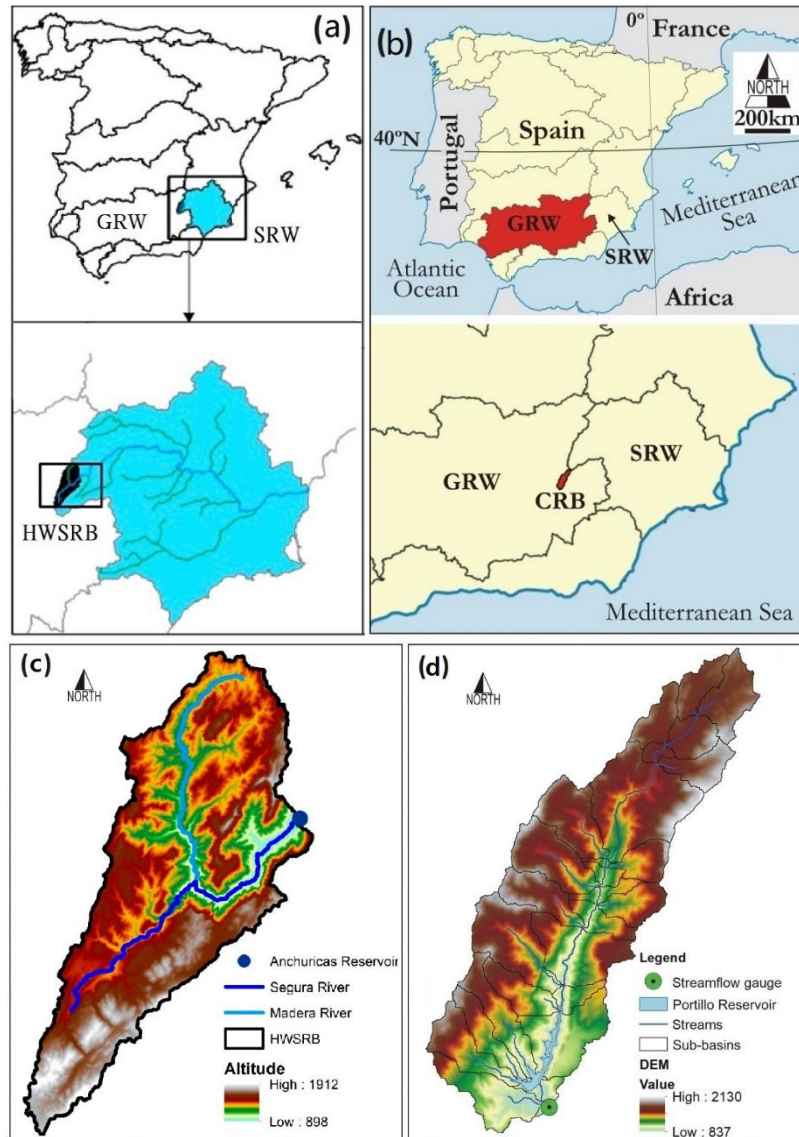 (a)
GRW
SRW
HWSRB
(b)
0°
France
NORTH
200km
40°N
Portugal
Spain
Mediterranean
Sea
GRW
SRW
Atlantic
Ocean
Africa
GRW
SRW
CRB
Mediterranean Sea
(c)
NORTH
Anchuricas Reservoir
Segura River
Madera River
HWSRB
Altitude
High : 1912
Low : 898
(d)
NORTH
Legend
Streamflow gauge
Portillo Reservoir
Streams
Sub-basins
DEM
Value
High : 2130
Low : 837